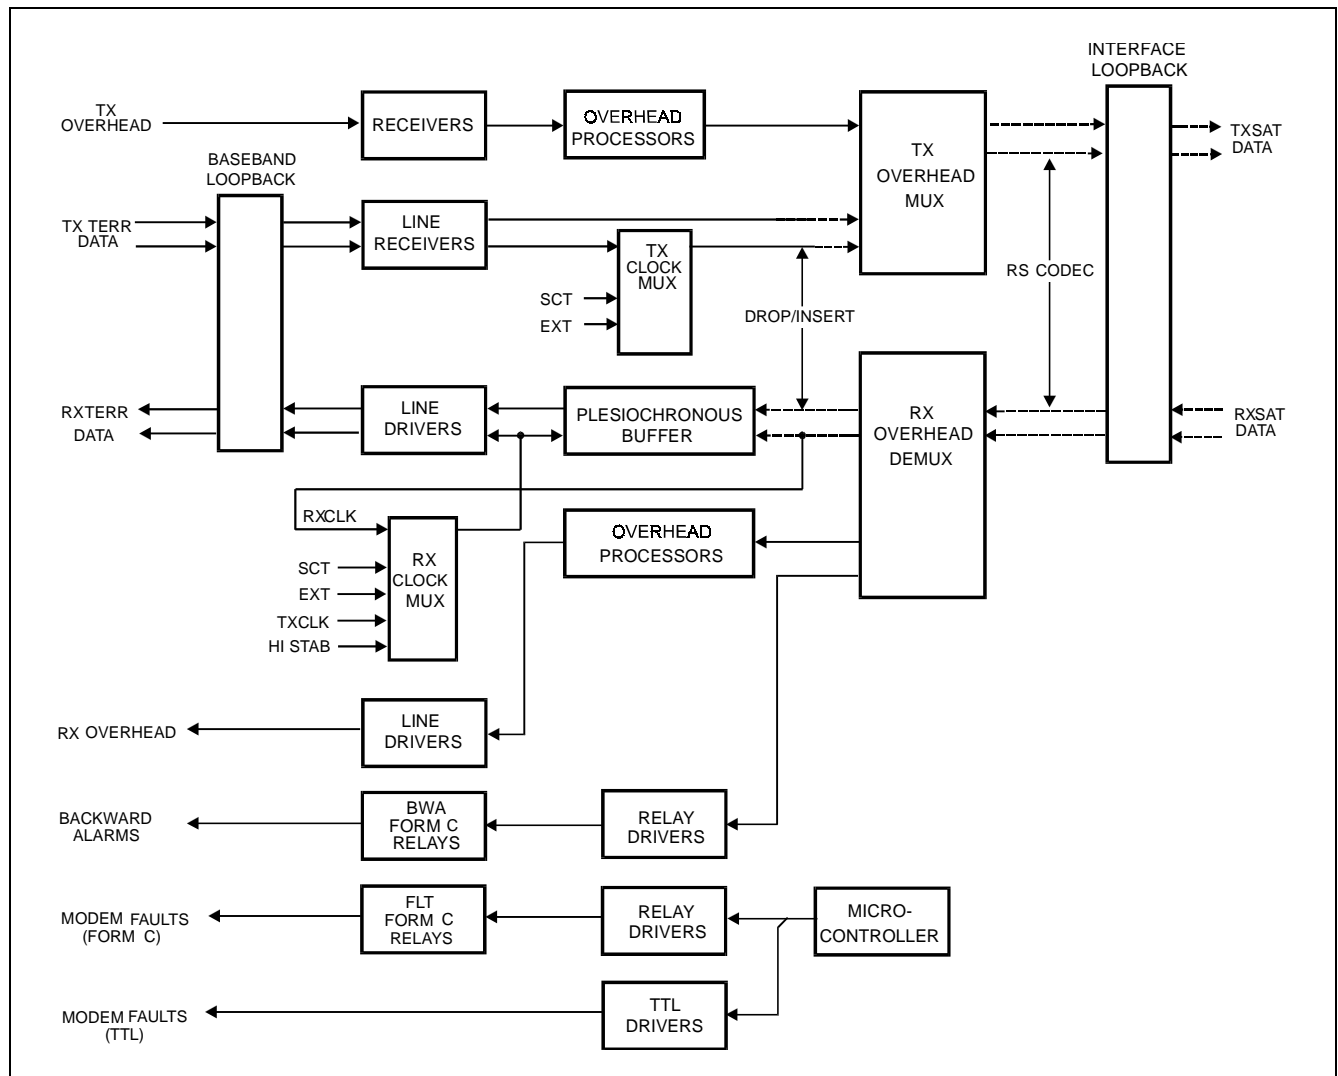 INTERFACE
LOOPBACK
TX
OVERHEAD
RECEIVERS
OVERHEAD
PROCESSORS
TX
OVERHEAD
MUX
TXSAT
DATA
BASEBAND
LOOPBACK
TX TERR
DATA
LINE
RECEIVERS
TX
CLOCK
MUX
SCT
EXT
DROP/INSERT
RS CODEC
RXTERR
DATA
LINE
DRIVERS
PLESIOCHRONOUS
BUFFER
RX
OVERHEAD
DEMUX
RXSAT
DATA
RXCLK
SCT
EXT
TXCLK
HI STAB
RX
CLOCK
MUX
OVERHEAD
PROCESSORS
RX OVERHEAD
LINE
DRIVERS
BACKWARD
ALARMS
BWA
FORM C
RELAYS
RELAY
DRIVERS
MODEM FAULTS
(FORM C)
FLT
FORM C
RELAYS
RELAY
DRIVERS
MICRO-
CONTROLLER
MODEM FAULTS
(TTL)
TTL
DRIVERS